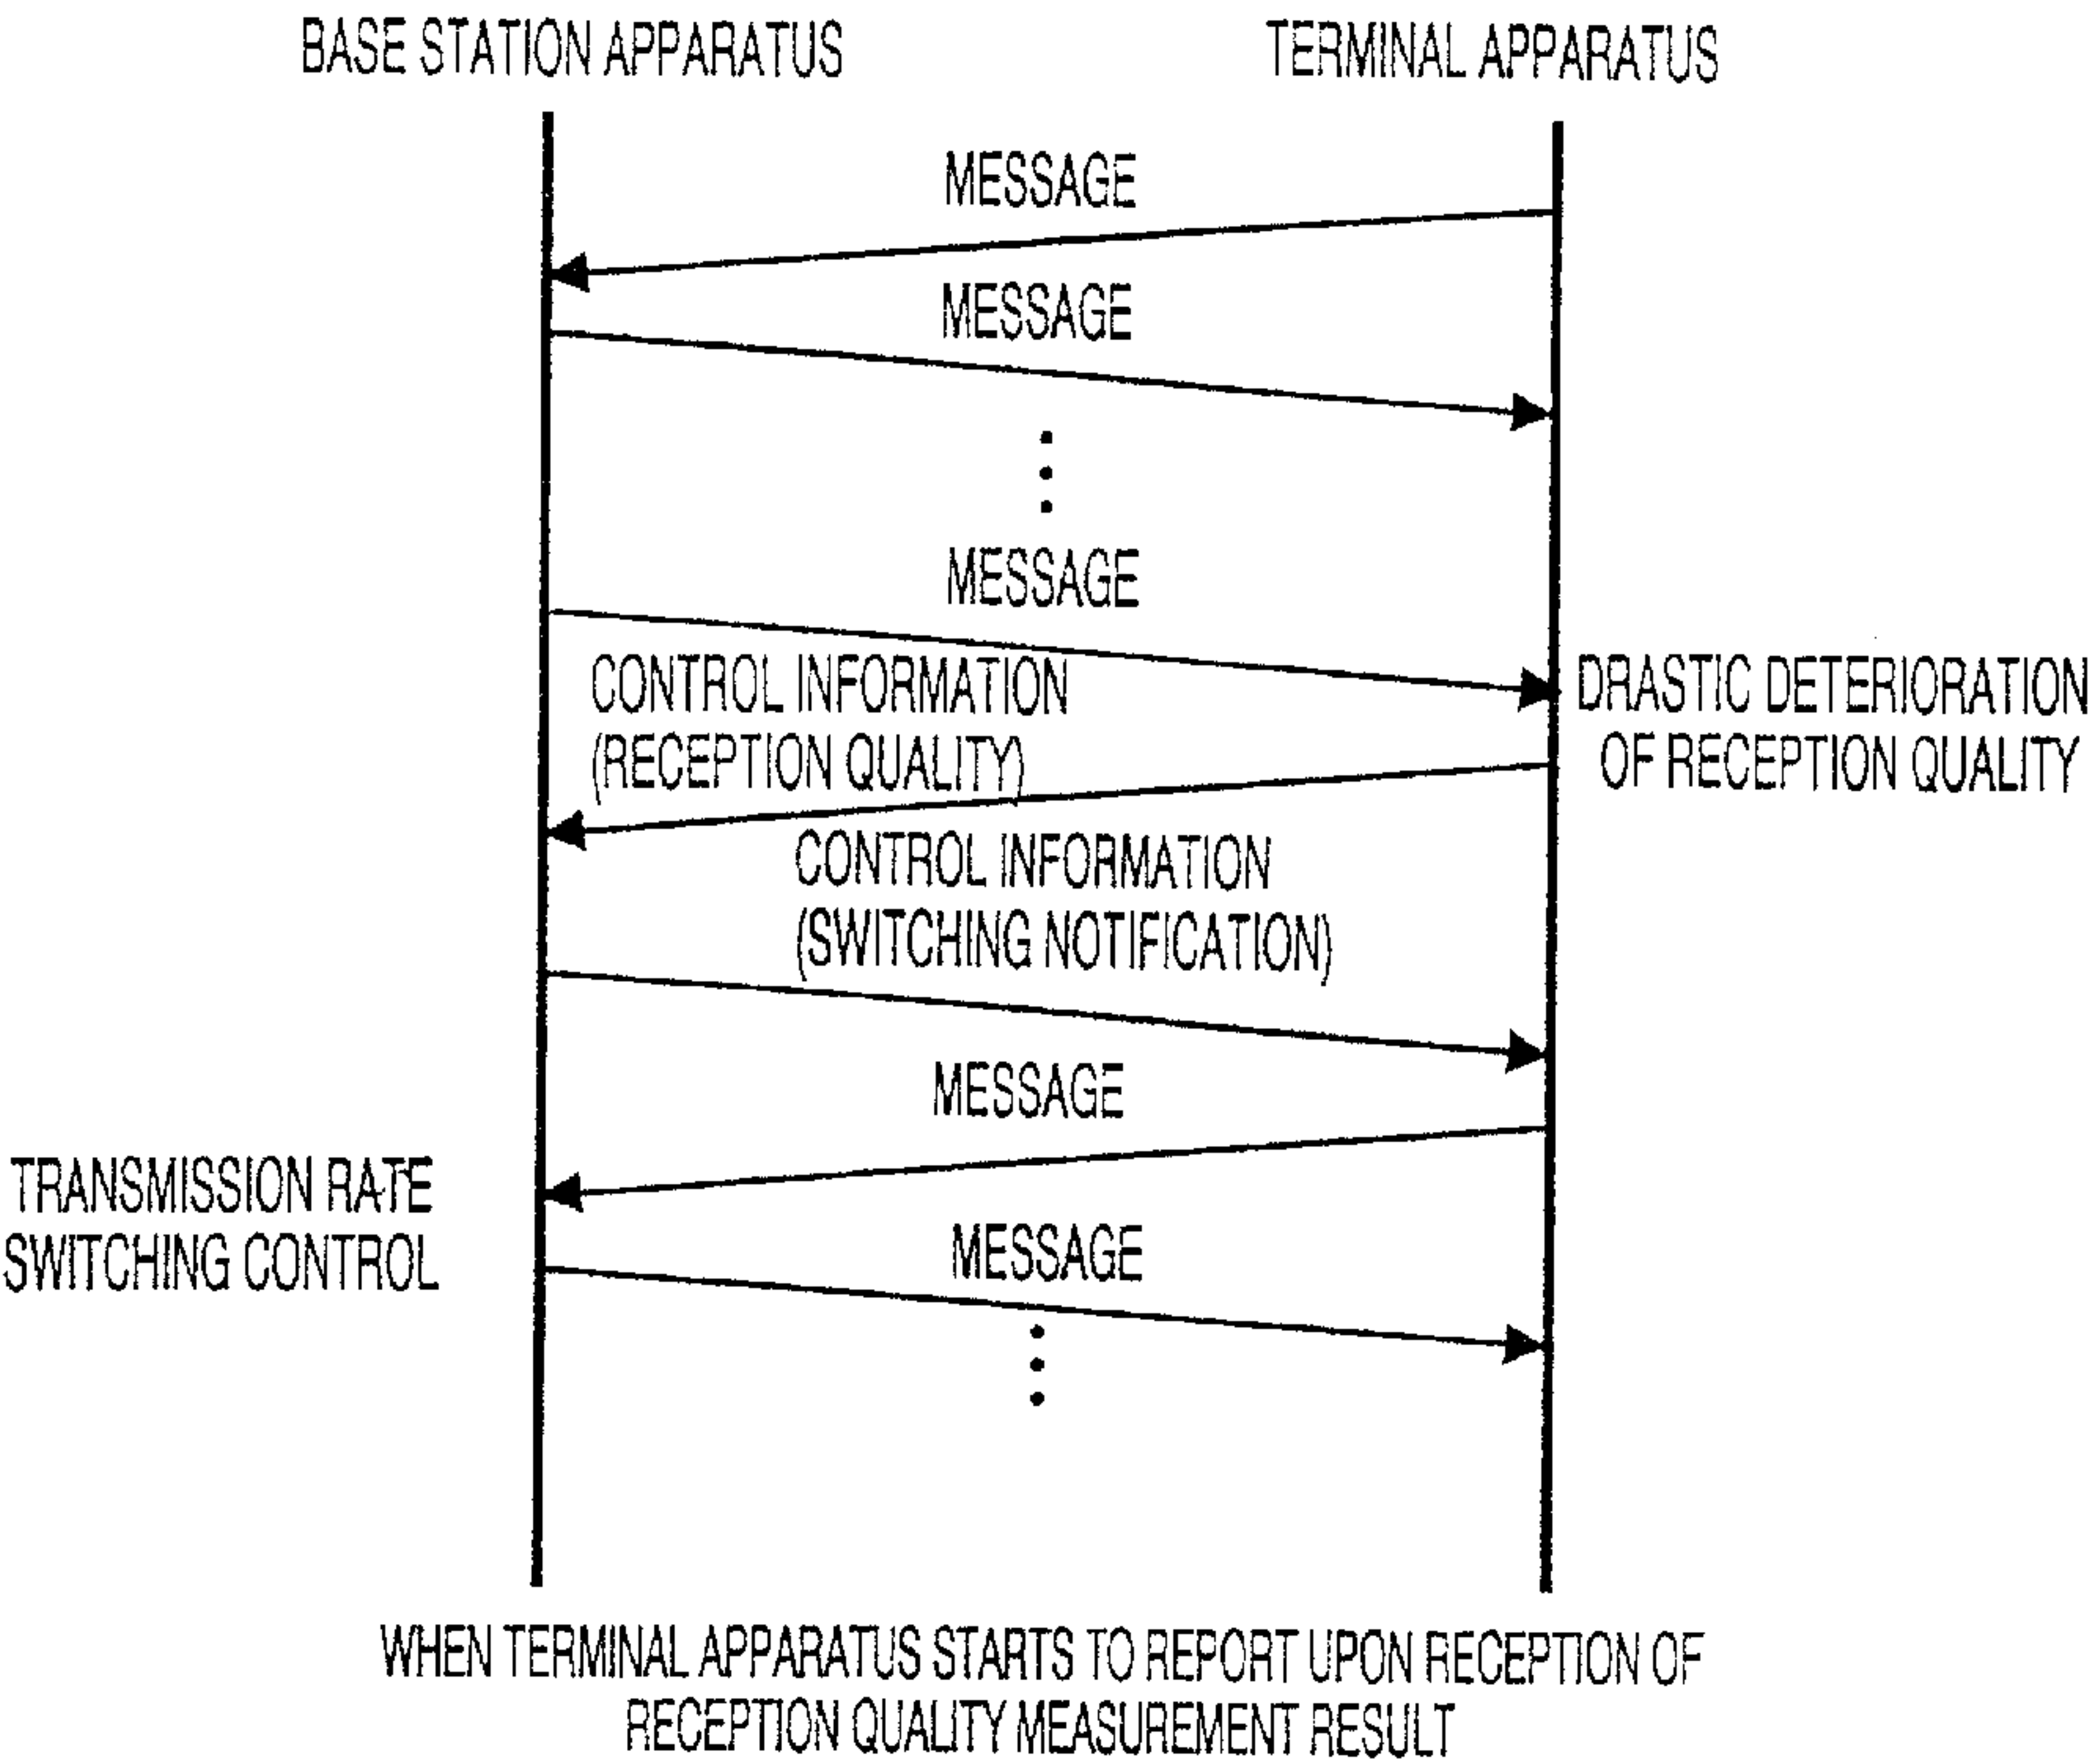 BASE STATION APPARATUS
TERMINAL APPARATUS
MESSAGE
MESSAGE
MESSAGE
CONTROL INFORMATION
(RECEPTION QUALITY)
DRASTIC DETERIORATION
OF RECEPTION QUALITY
CONTROL INFORMATION
(SWITCHING NOTIFICATION)
MESSAGE
TRANSMISSION RATE
SWITCHING CONTROL
MESSAGE
WHEN TERMINAL APPARATUS STARTS TO REPORT UPON RECEPTION OF
RECEPTION QUALITY MEASUREMENT RESULT